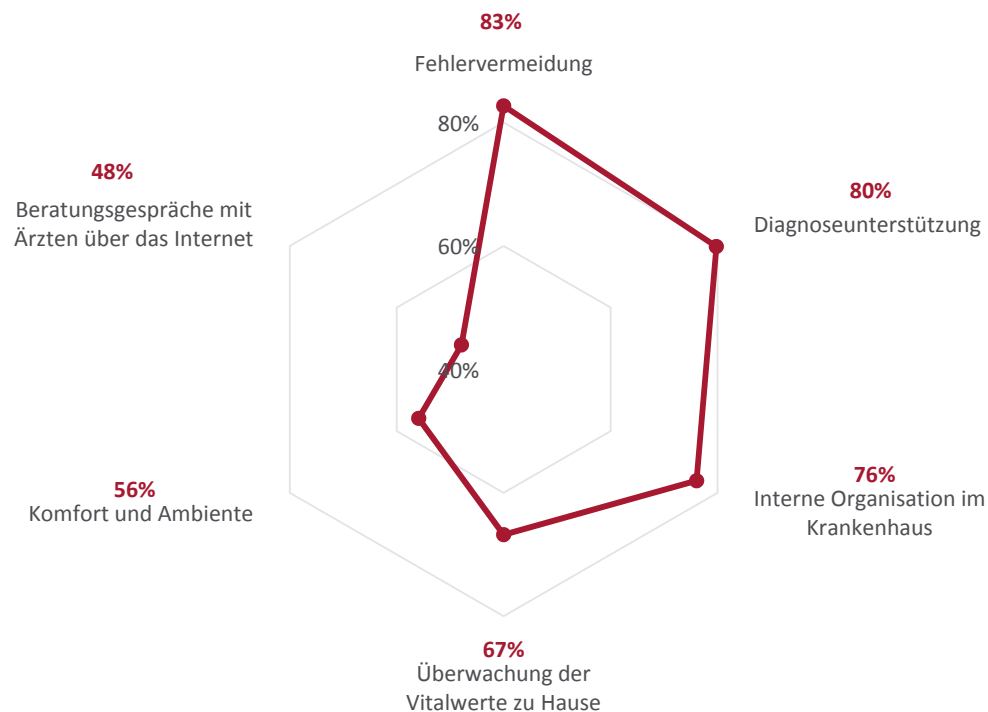 83%
Fehlervermeidung
80%
48%
Beratungsgespräche mit
Ärzten über das Internet
80%
Diagnoseunterstützung
60%
40%
56%
Komfort und Ambiente
76%
Interne Organisation im
Krankenhaus
67%
Überwachung der
Vitalwerte zu Hause